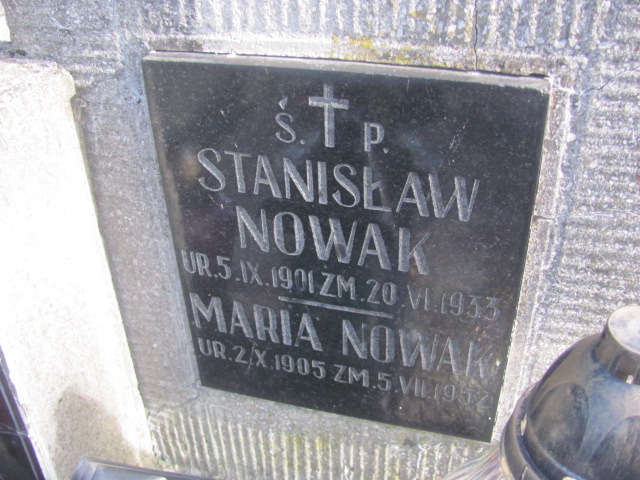 Ś. P.
STANISŁAW
NOWAK
UR.5.IX.1901 ZM.20.VI.1933
MARIA NOWAK
UR.2.X.1905 ZM.5.VII.1952